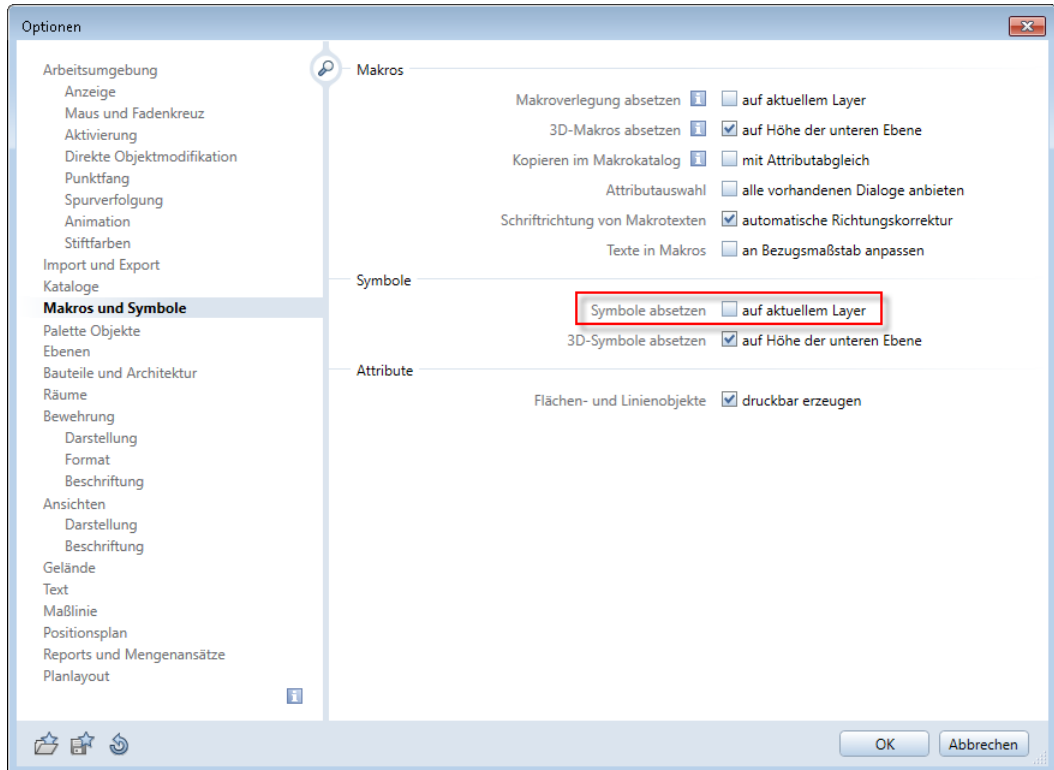 Optionen
Arbeitsumgebung
Anzeige
Maus und Fadenkreuz
Aktivierung
Direkte Objektmodifikation
Punktfang
Spurverfolgung
Animation
Stiftfarben
Import und Export
Kataloge
Makros und Symbole
Palette Objekte
Ebenen
Bauteile und Architektur
Räume
Bewehrung
Darstellung
Format
Beschriftung
Ansichten
Darstellung
Beschriftung
Gelände
Text
Maßlinie
Positionsplan
Reports und Mengenansätze
Planlayout
Makros
Makroverlegung absetzen auf aktuellem Layer
3D-Makros absetzen auf Höhe der unteren Ebene
Kopieren im Makrokatalog mit Attributabgleich
Attributauswahl alle vorhandenen Dialoge anbieten
Schriftrichtung von Makrotexten automatische Richtungskorrektur
Texte in Makros an Bezugsmaßstab anpassen
Symbole
Symbole absetzen auf aktuellem Layer
3D-Symbole absetzen auf Höhe der unteren Ebene
Attribute
Flächen- und Linienobjekte druckbar erzeugen
OK Abbrechen